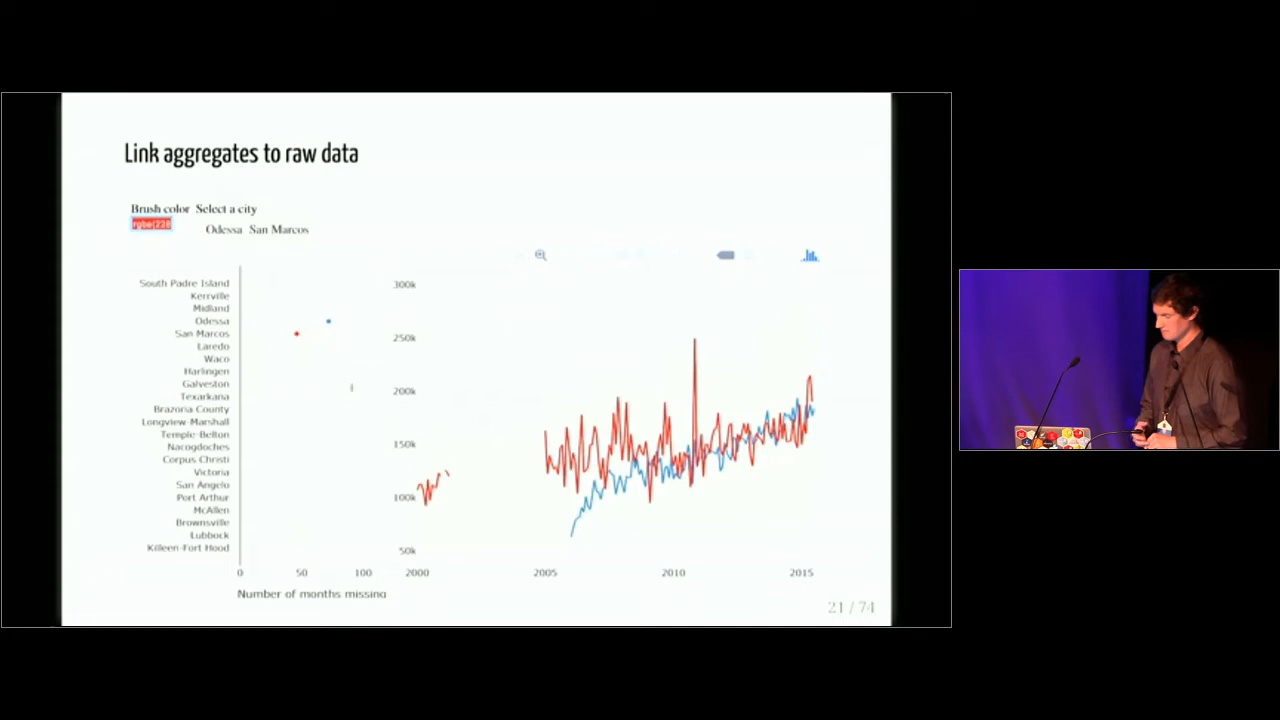 Link aggregates to raw data
Brush color Select a city
rgba(228
Odessa San Marcos
South Padre Island
Kerrville
Midland
Odessa
San Marcos
Laredo
Waco
Harlingen
Galveston
Texarkana
Brazoria County
Longview-Marshall
Temple-Belton
Nacogdoches
Corpus Christi
Victoria
San Angelo
Port Arthur
McAllen
Brownsville
Lubbock
Killeen-Fort Hood
0 50 100
Number of months missing
300k
250k
200k
150k
100k
50k
2000 2005 2010 2015
21 / 74